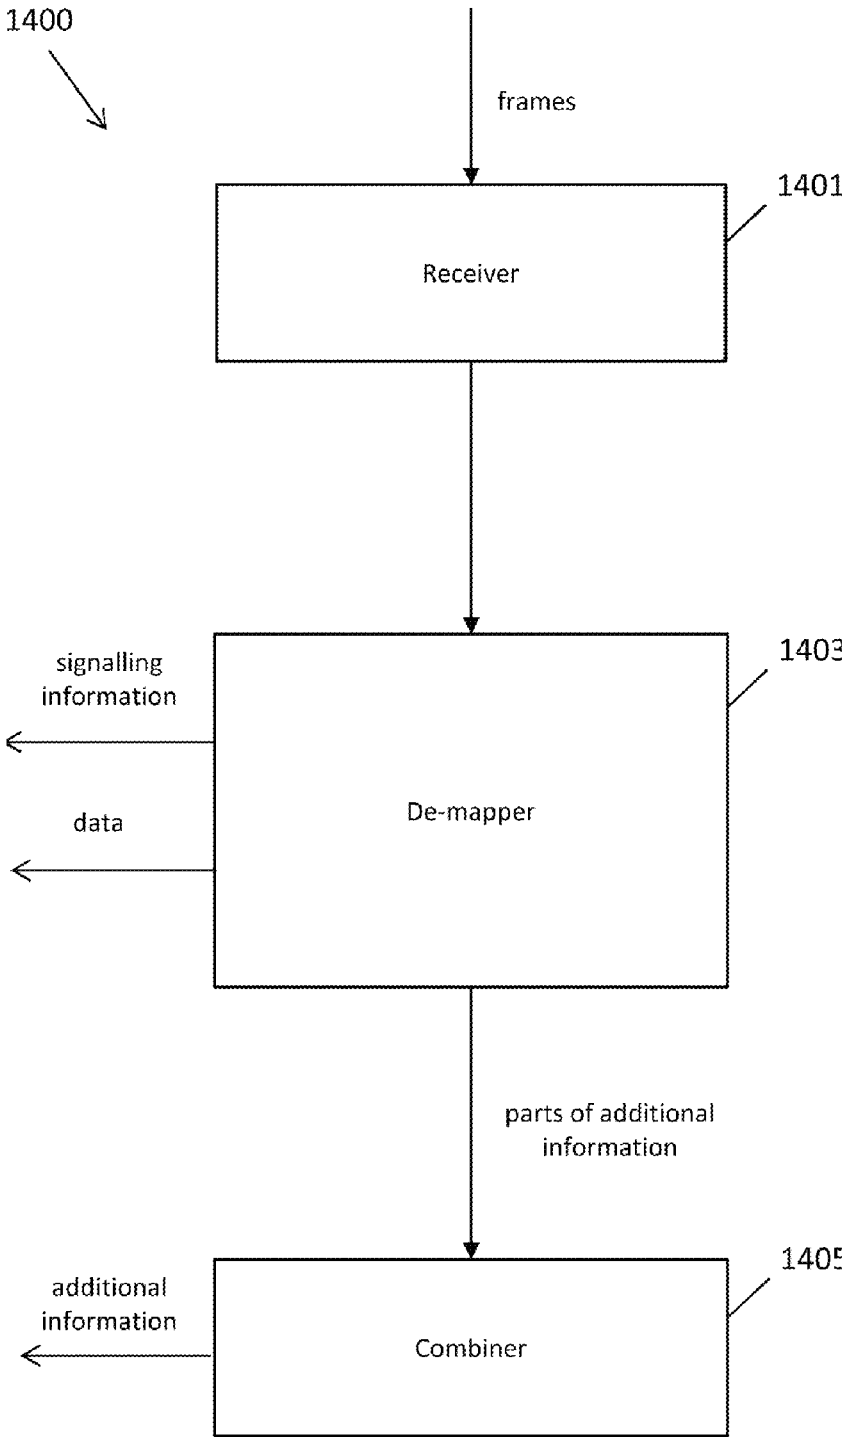 1400
frames
1401
Receiver
signalling
information
1403
data
De-mapper
parts of additional
information
additional
information
1405
Combiner